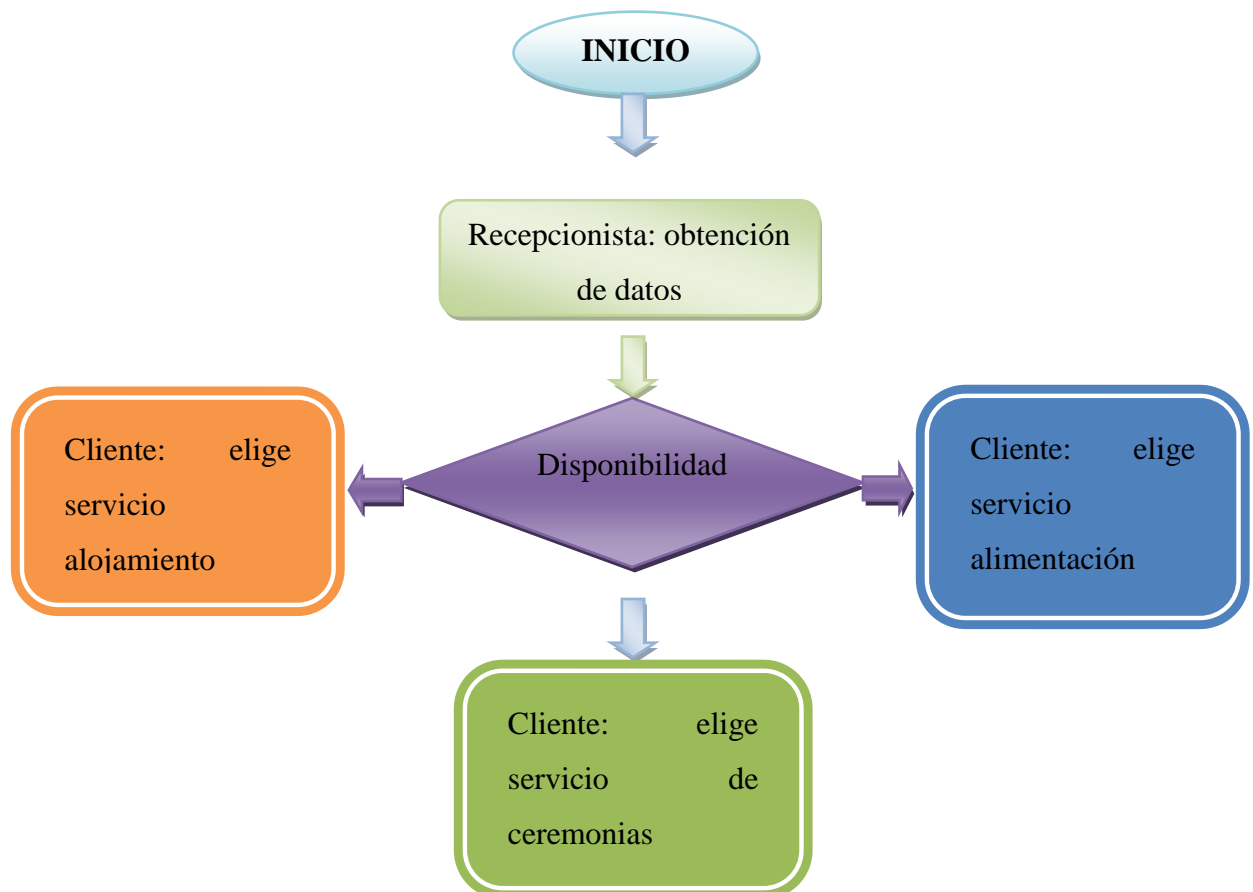 INICIO
Recepcionista: obtención
de datos
Disponibilidad
Cliente: elige
servicio
alojamiento
Cliente: elige
servicio
alimentación
Cliente: elige
servicio de
ceremonias